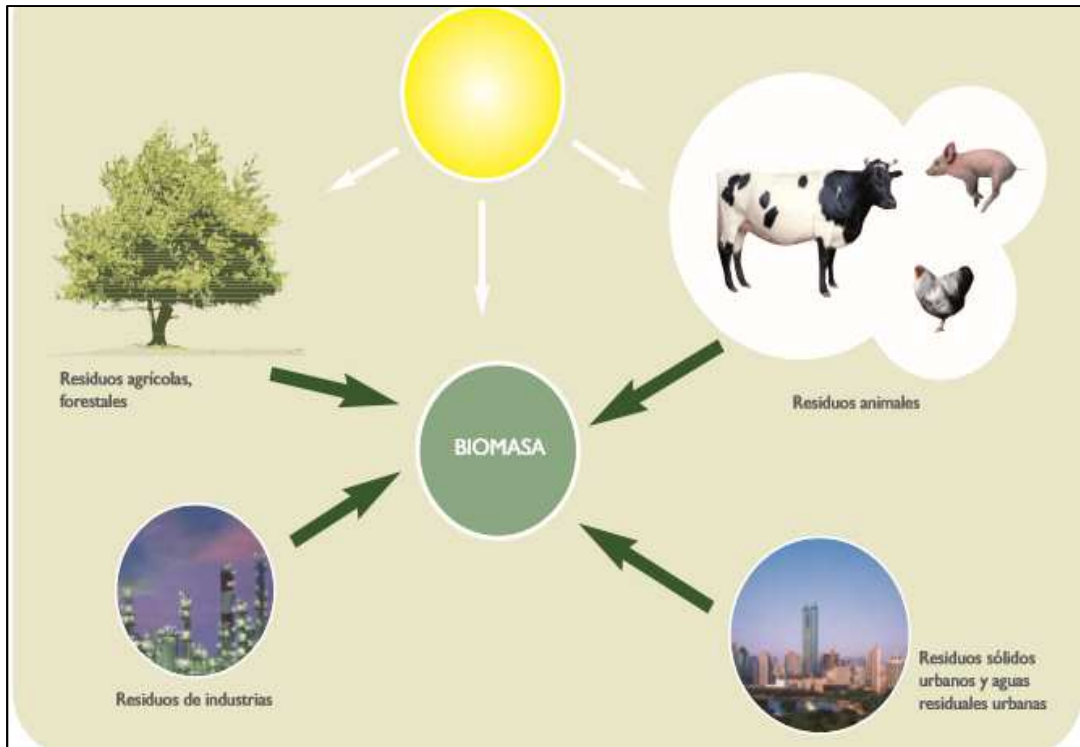 Residuos agrícolas,
forestales
Residuos animales
BIOMASA
Residuos de industrias
Residuos sólidos
urbanos y aguas
residuales urbanas